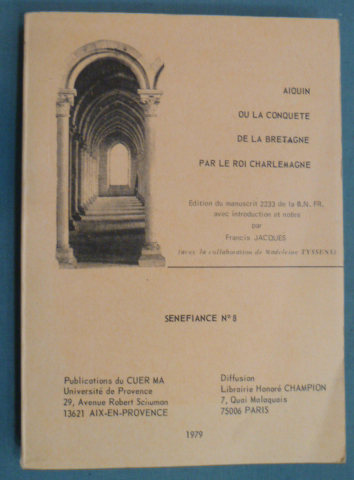 AIQUIN
OU LA CONQUETE
DE LA BRETAGNE
PAR LE ROI CHARLEMAGNE
Edition du manuscrit 2233 de la B.N. FR.
avec introduction et notes
par
Francis JACQUES
(avec la collaboration de Madeleine TYSSENS)
SENEFIANCE N° 8
Publications du CUER MA
Université de Provence
29, Avenue Robert Schuman
13621 AIX-EN-PROVENCE
Diffusion
Librairie Honoré CHAMPION
7, Quai Malaquais
75006 PARIS
1979